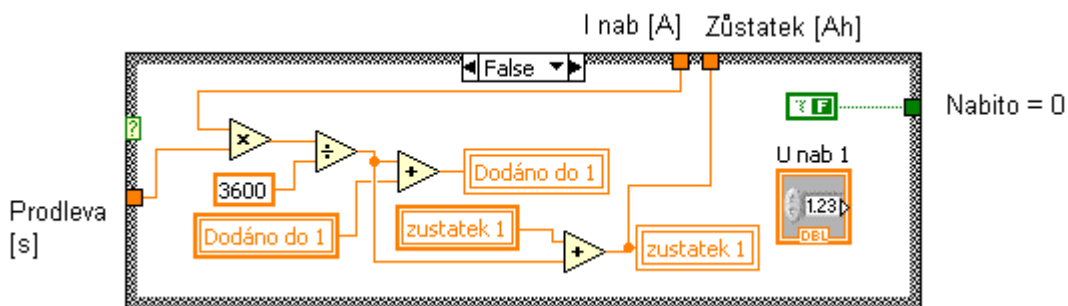 I nab [A] Zůstatek [Ah]
False
?
F
Nabito = 0
×
÷
U nab 1
+
Dodáno do 1
3600
1.23
Prodleva
[s]
Dodáno do 1
zustatek 1
DBL
+
zustatek 1